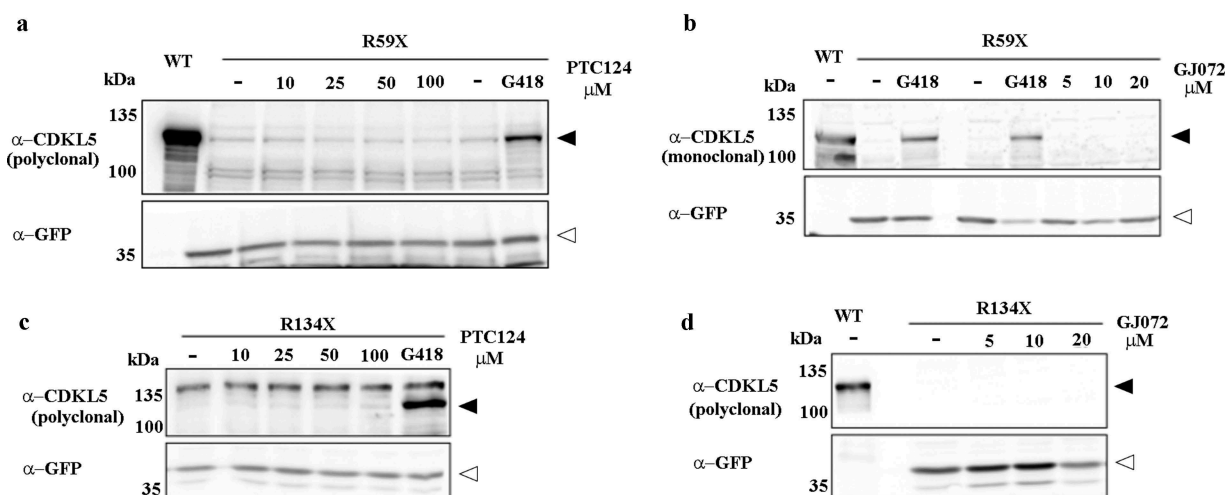 a
R59X
WT
PTC124
kDa
- 10 25 50 100 - G418
μM
135
α–CDKL5
(polyclonal)
100
α–GFP
35
b
R59X
WT
GJ072
- - G418 - G418 5 10 20
μM
kDa
135
α–CDKL5
(monoclonal)
100
α–GFP
35
c
R134X
PTC124
- 10 25 50 100 G418
μM
kDa
135
α–CDKL5
(polyclonal)
100
α–GFP
35
d
WT
R134X
GJ072
- - 5 10 20
μM
kDa
135
α–CDKL5
(polyclonal)
100
α–GFP
35